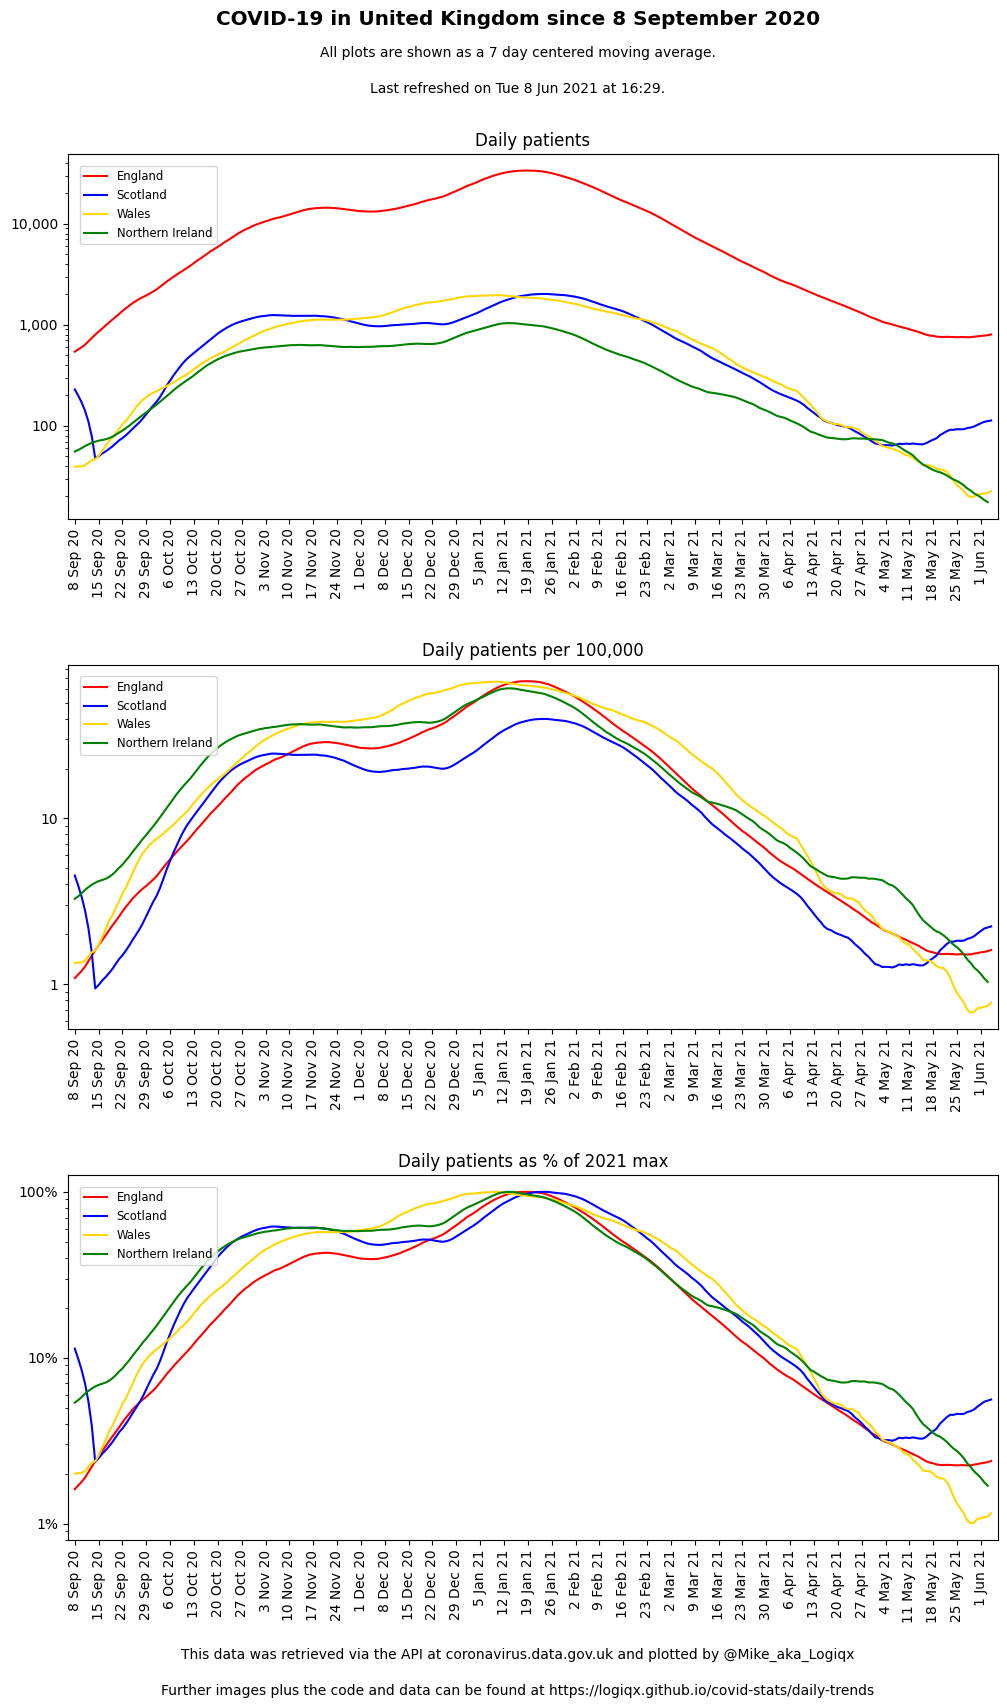 COVID-19 in United Kingdom since 8 September 2020
All plots are shown as a 7 day centered moving average.
Last refreshed on Tue 8 Jun 2021 at 16:29.
Daily patients
England
Scotland
Wales
Northern Ireland
10,000
1,000
100
8 Sep 20
15 Sep 20
22 Sep 20
29 Sep 20
6 Oct 20
13 Oct 20
20 Oct 20
27 Oct 20
3 Nov 20
10 Nov 20
17 Nov 20
24 Nov 20
1 Dec 20
8 Dec 20
15 Dec 20
22 Dec 20
29 Dec 20
5 Jan 21
12 Jan 21
19 Jan 21
26 Jan 21
2 Feb 21
9 Feb 21
16 Feb 21
23 Feb 21
2 Mar 21
9 Mar 21
16 Mar 21
23 Mar 21
30 Mar 21
6 Apr 21
13 Apr 21
20 Apr 21
27 Apr 21
4 May 21
11 May 21
18 May 21
25 May 21
1 Jun 21
Daily patients per 100,000
England
Scotland
Wales
Northern Ireland
10
1
8 Sep 20
15 Sep 20
22 Sep 20
29 Sep 20
6 Oct 20
13 Oct 20
20 Oct 20
27 Oct 20
3 Nov 20
10 Nov 20
17 Nov 20
24 Nov 20
1 Dec 20
8 Dec 20
15 Dec 20
22 Dec 20
29 Dec 20
5 Jan 21
12 Jan 21
19 Jan 21
26 Jan 21
2 Feb 21
9 Feb 21
16 Feb 21
23 Feb 21
2 Mar 21
9 Mar 21
16 Mar 21
23 Mar 21
30 Mar 21
6 Apr 21
13 Apr 21
20 Apr 21
27 Apr 21
4 May 21
11 May 21
18 May 21
25 May 21
1 Jun 21
Daily patients as % of 2021 max
England
Scotland
Wales
Northern Ireland
100%
10%
1%
8 Sep 20
15 Sep 20
22 Sep 20
29 Sep 20
6 Oct 20
13 Oct 20
20 Oct 20
27 Oct 20
3 Nov 20
10 Nov 20
17 Nov 20
24 Nov 20
1 Dec 20
8 Dec 20
15 Dec 20
22 Dec 20
29 Dec 20
5 Jan 21
12 Jan 21
19 Jan 21
26 Jan 21
2 Feb 21
9 Feb 21
16 Feb 21
23 Feb 21
2 Mar 21
9 Mar 21
16 Mar 21
23 Mar 21
30 Mar 21
6 Apr 21
13 Apr 21
20 Apr 21
27 Apr 21
4 May 21
11 May 21
18 May 21
25 May 21
1 Jun 21
This data was retrieved via the API at coronavirus.data.gov.uk and plotted by @Mike_aka_Logiqx
Further images plus the code and data can be found at https://logiqx.github.io/covid-stats/daily-trends